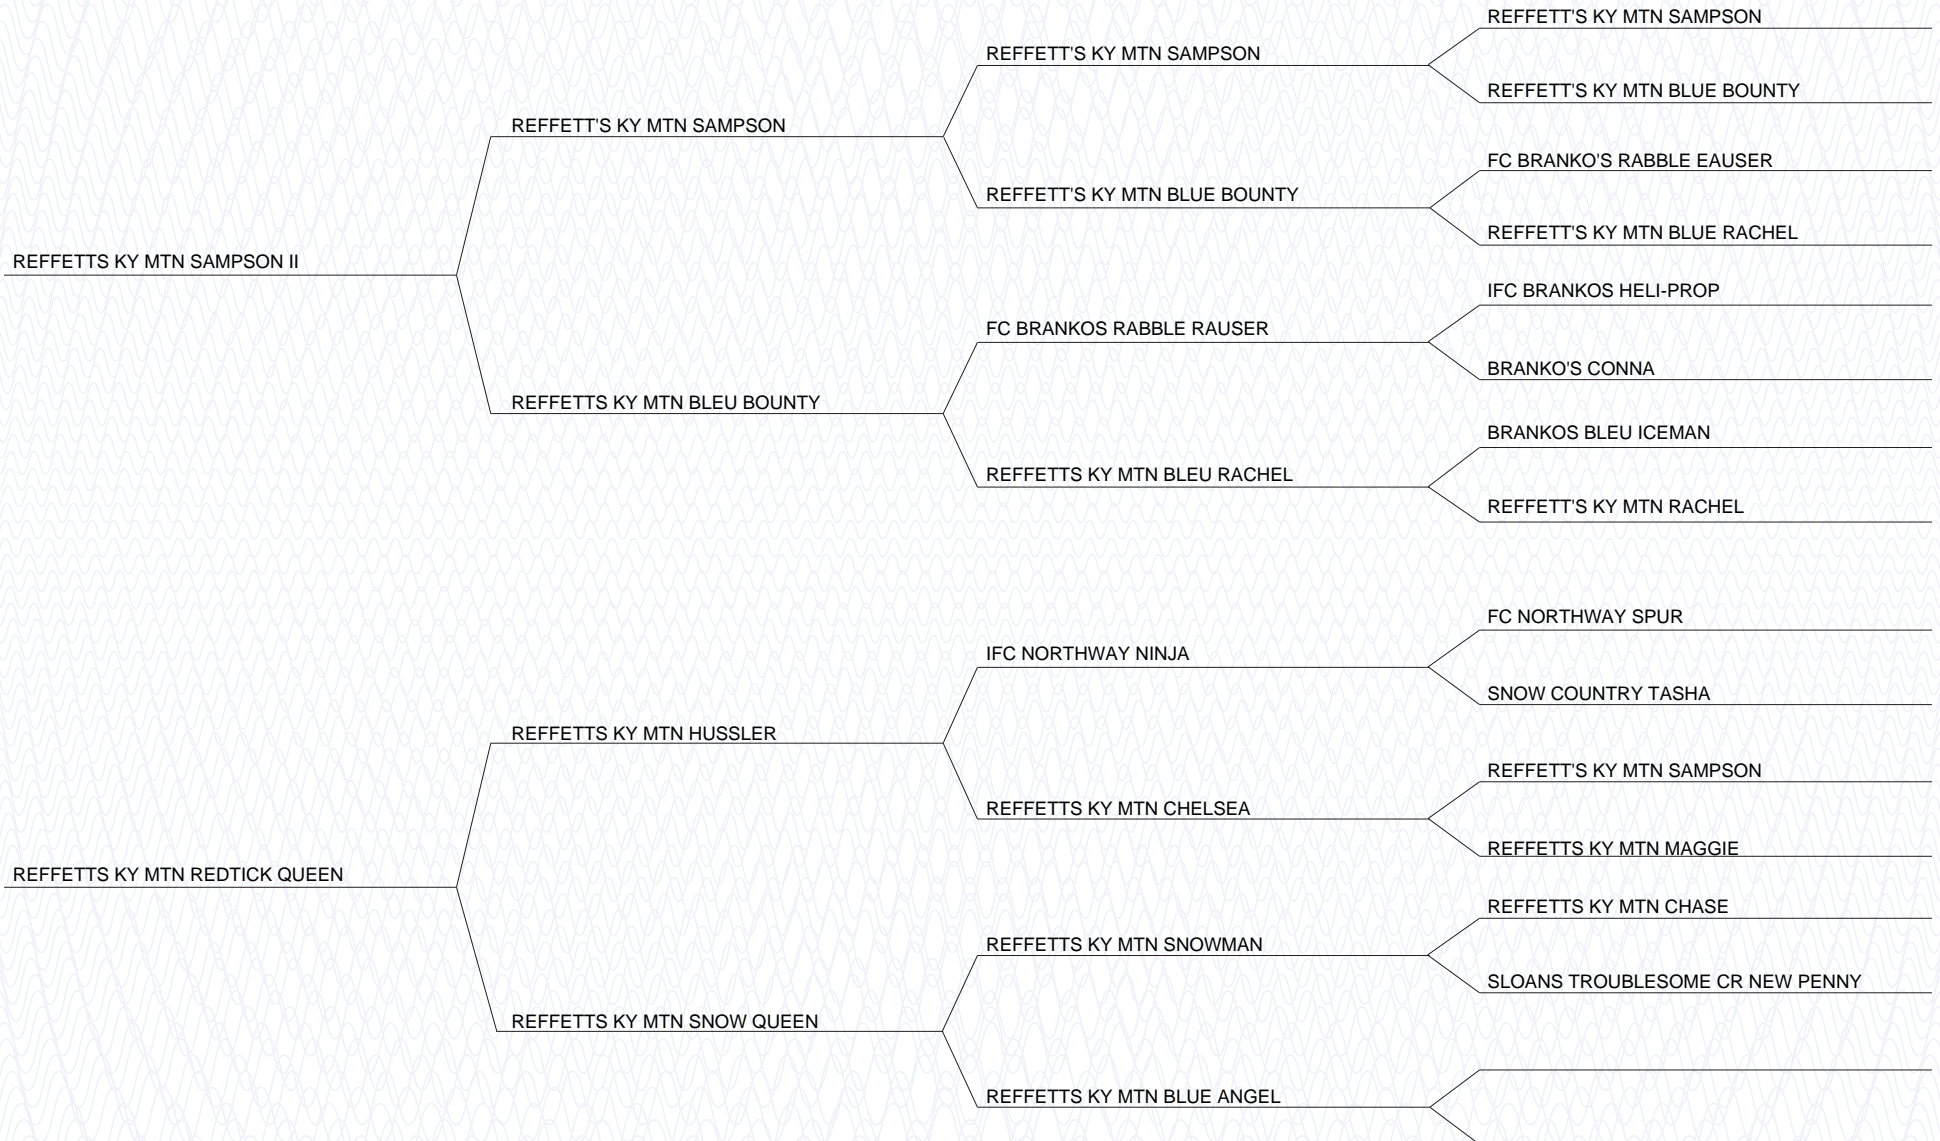 REFFETT'S KY MTN SAMPSON
REFFETT'S KY MTN SAMPSON
REFFETT'S KY MTN BLUE BOUNTY
REFFETT'S KY MTN SAMPSON
FC BRANKO'S RABBLE EAUSER
REFFETT'S KY MTN BLUE BOUNTY
REFFETT'S KY MTN BLUE RACHEL
REFFETTS KY MTN SAMPSON II
IFC BRANKOS HELI-PROP
FC BRANKOS RABBLE RAUSER
BRANKO'S CONNA
REFFETTS KY MTN BLEU BOUNTY
BRANKOS BLEU ICEMAN
REFFETTS KY MTN BLEU RACHEL
REFFETT'S KY MTN RACHEL
FC NORTHWAY SPUR
IFC NORTHWAY NINJA
SNOW COUNTRY TASHA
REFFETTS KY MTN HUSSLER
REFFETT'S KY MTN SAMPSON
REFFETTS KY MTN CHELSEA
REFFETTS KY MTN MAGGIE
REFFETTS KY MTN REDTICK QUEEN
REFFETTS KY MTN CHASE
REFFETTS KY MTN SNOWMAN
SLOANS TROUBLESOME CR NEW PENNY
REFFETTS KY MTN SNOW QUEEN
REFFETTS KY MTN BLUE ANGEL